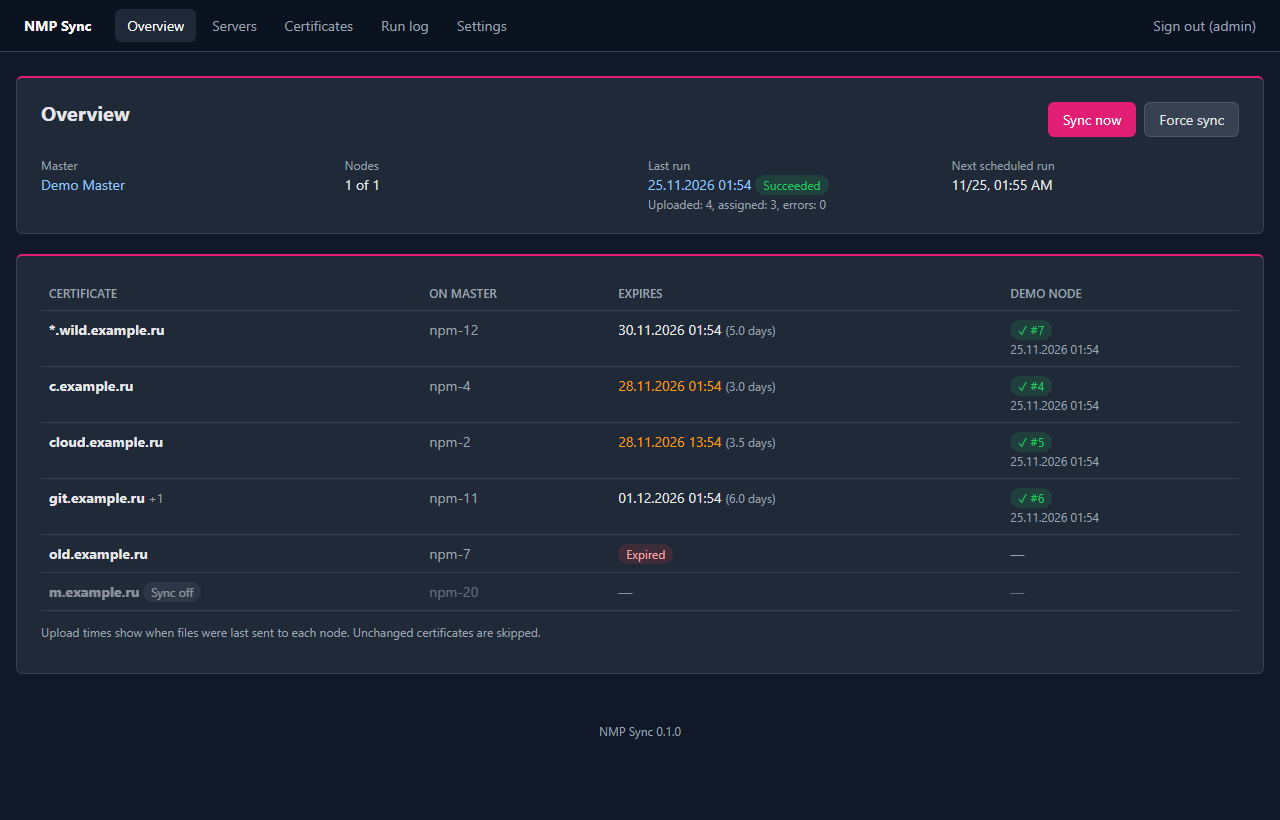 NMP Sync Overview Servers Certificates Run log Settings Sign out (admin)
Overview Sync now Force sync
Master Nodes Last run Next scheduled run
Demo Master 1 of 1 25.11.2026 01:54 Succeeded 11/25, 01:55 AM
Uploaded: 4, assigned: 3, errors: 0
CERTIFICATE ON MASTER EXPIRES DEMO NODE
*.wild.example.ru npm-12 30.11.2026 01:54 (5.0 days) ✓ #7
25.11.2026 01:54
c.example.ru npm-4 28.11.2026 01:54 (3.0 days) ✓ #4
25.11.2026 01:54
cloud.example.ru npm-2 28.11.2026 13:54 (3.5 days) ✓ #5
25.11.2026 01:54
git.example.ru +1 npm-11 01.12.2026 01:54 (6.0 days) ✓ #6
25.11.2026 01:54
old.example.ru npm-7 Expired —
m.example.ru Sync off npm-20 — —
Upload times show when files were last sent to each node. Unchanged certificates are skipped.
NMP Sync 0.1.0